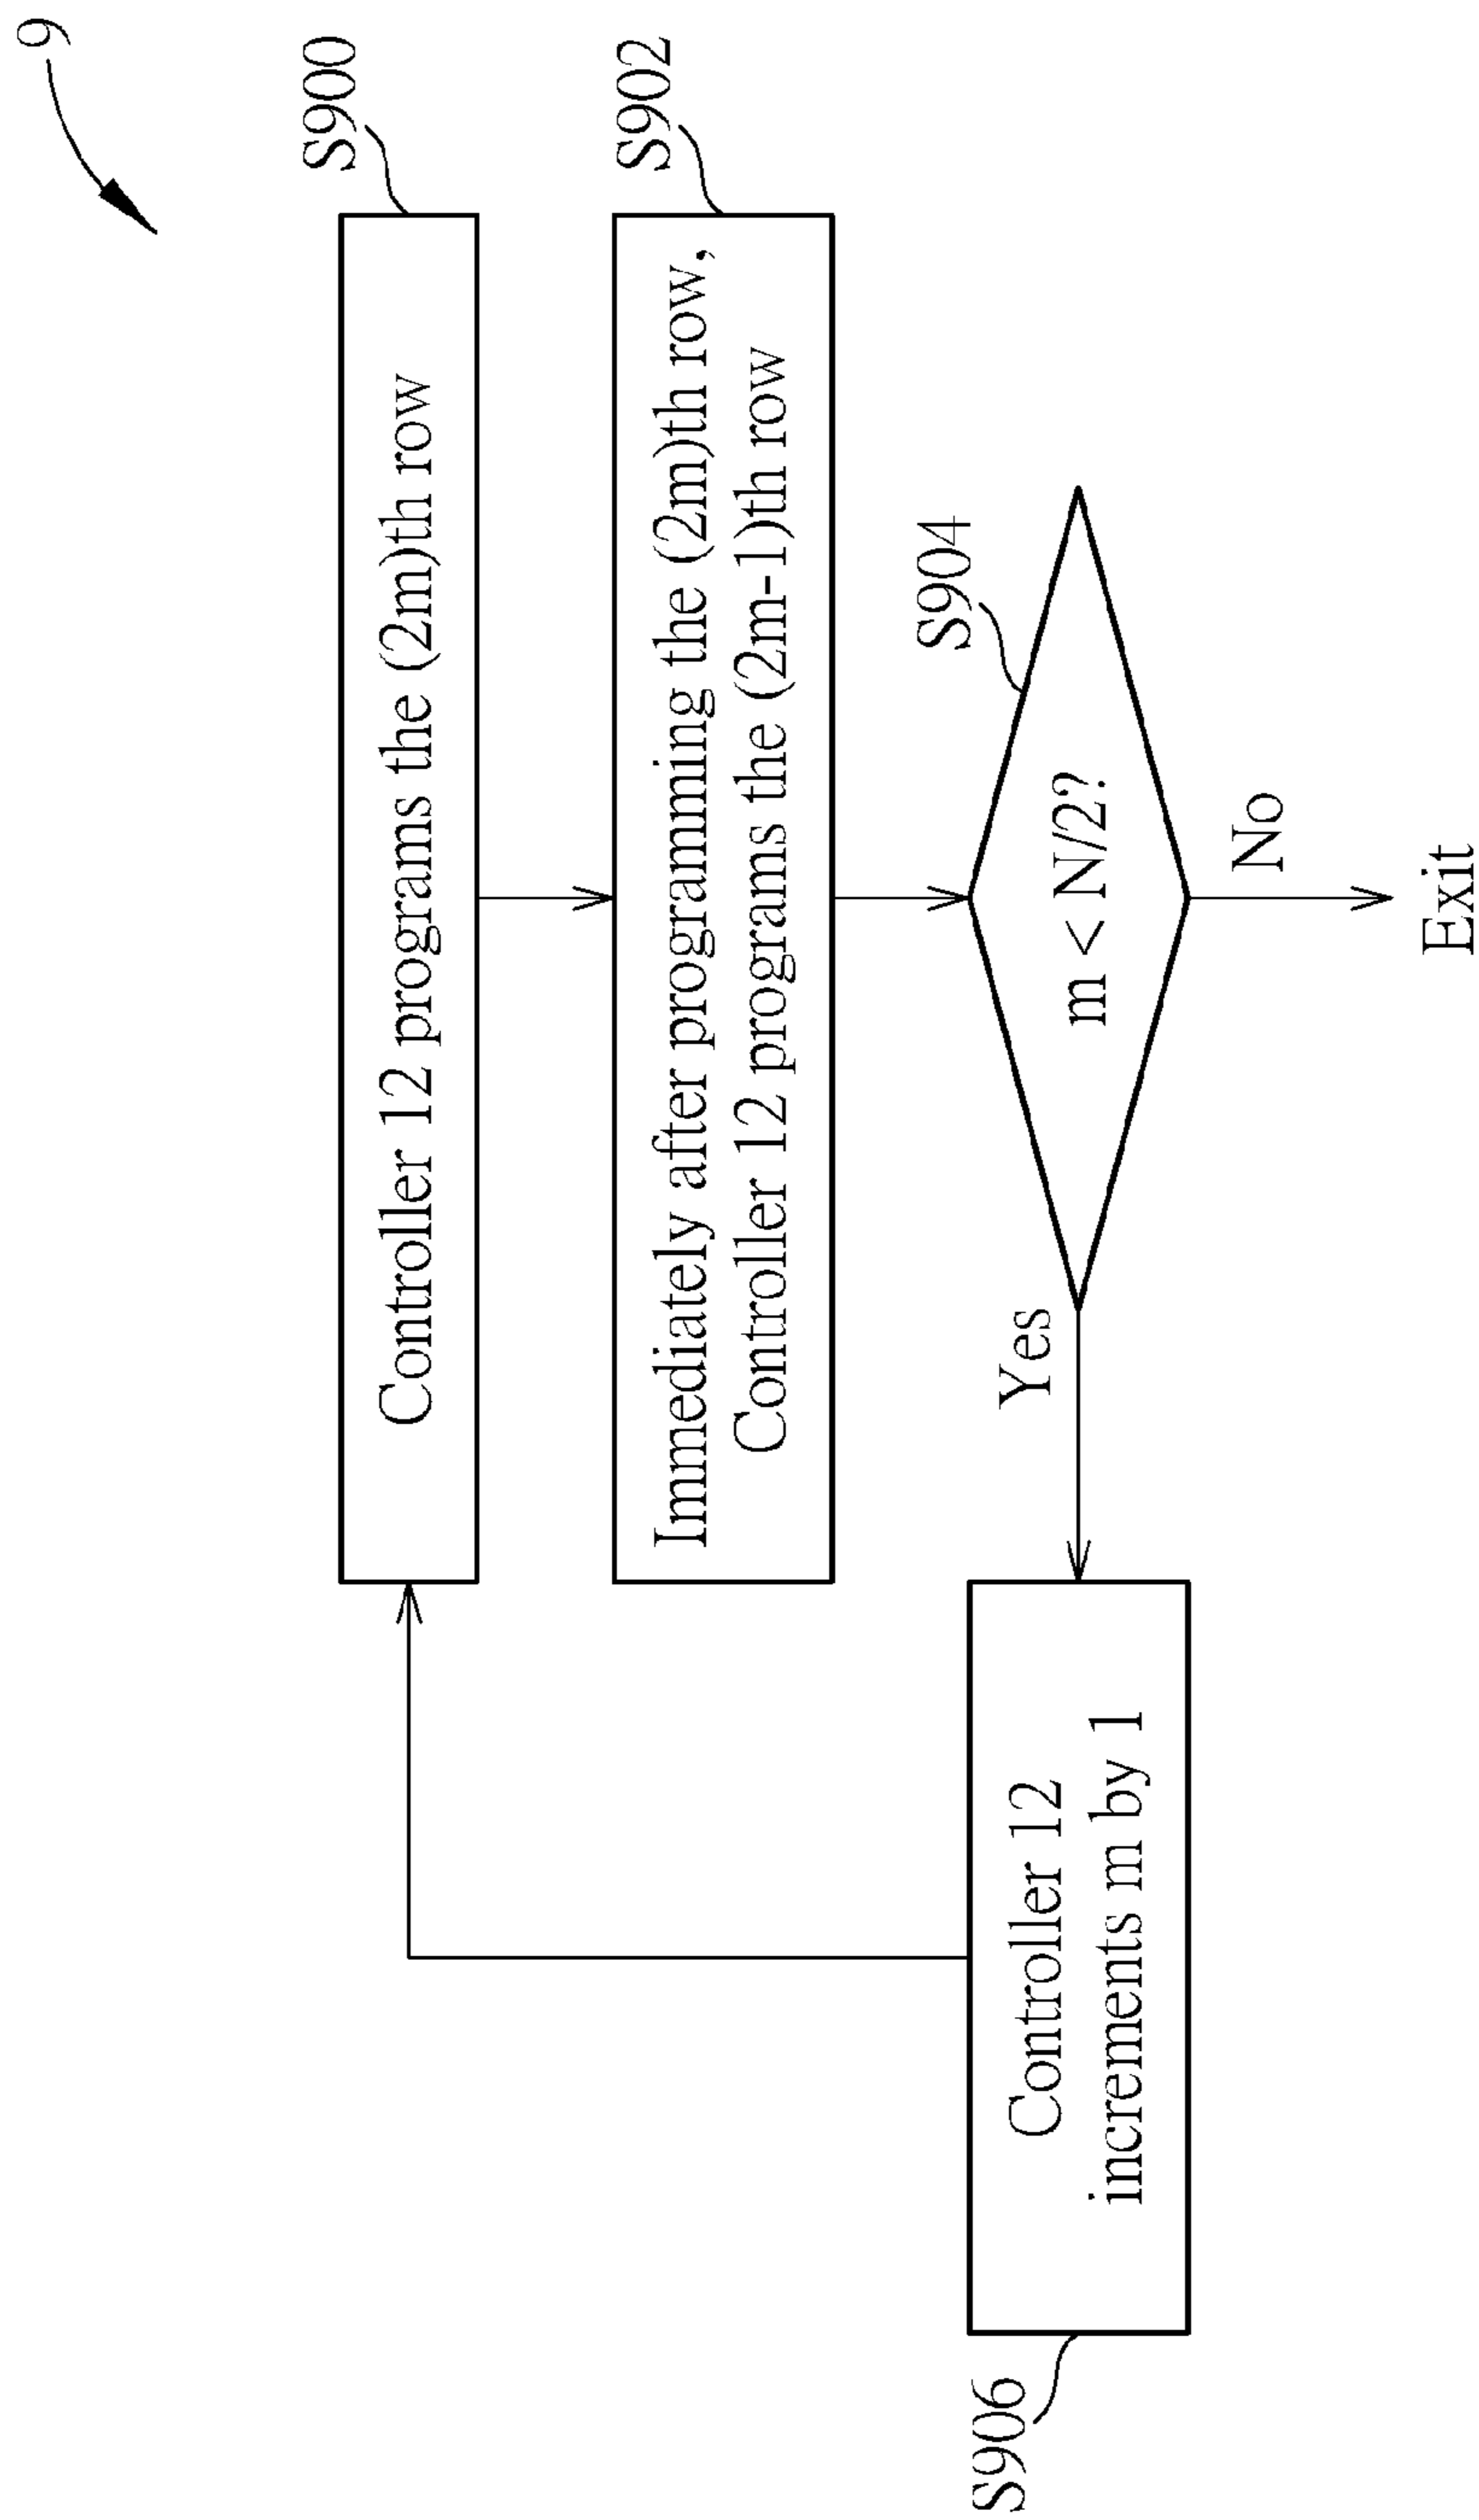 9
S900
Controller 12 programs the (2m)th row
S902
Immediately after programming the (2m)th row,
Controller 12 programs the (2m-1)th row
S904
m < N/2?
Yes
No
Exit
Controller 12
increments m by 1
S906